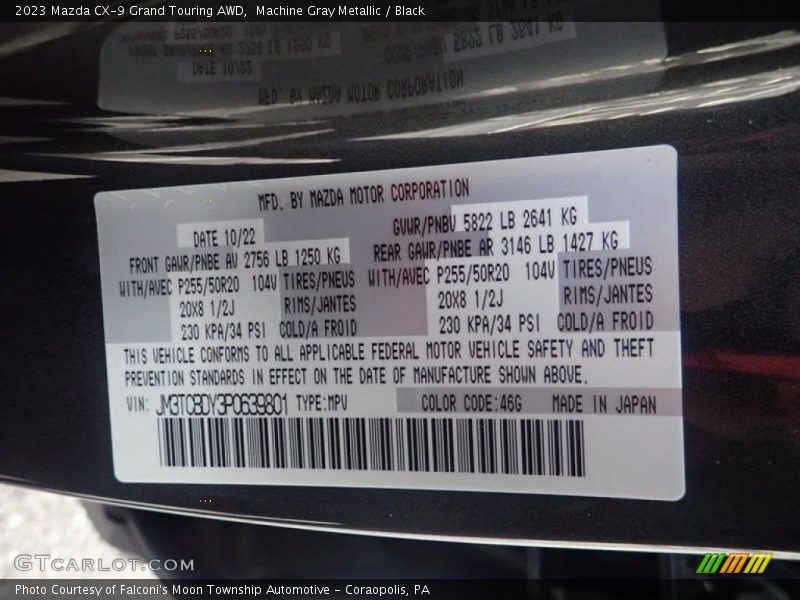 2023 Mazda CX-9 Grand Touring AWD,  Machine Gray Metallic / Black
MFD. BY MAZDA MOTOR CORPORATION
DATE 10/22
GVWR/PNBV 5822 LB 2641 KG
FRONT GAWR/PNBE AV 2756 LB 1250 KG
REAR GAWR/PNBE AR 3146 LB 1427 KG
WITH/AVEC P255/50R20 104V TIRES/PNEUS
WITH/AVEC P255/50R20 104V TIRES/PNEUS
20X8 1/2J RIMS/JANTES
20X8 1/2J RIMS/JANTES
230 KPA/34 PSI COLD/A FROID
230 KPA/34 PSI COLD/A FROID
THIS VEHICLE CONFORMS TO ALL APPLICABLE FEDERAL MOTOR VEHICLE SAFETY AND THEFT
PREVENTION STANDARDS IN EFFECT ON THE DATE OF MANUFACTURE SHOWN ABOVE.
VIN: JM3TCBDY3P0639801 TYPE:MPV
COLOR CODE:46G MADE IN JAPAN
GTCARLOT.COM
Photo Courtesy of Falconi's Moon Township Automotive - Coraopolis, PA